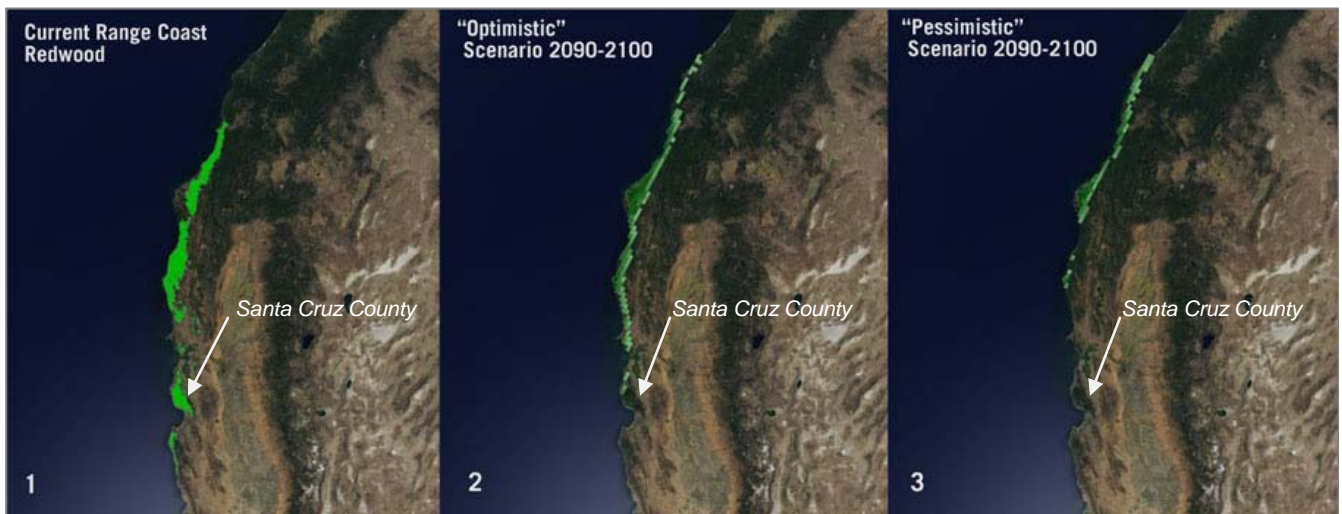 Current Range Coast
Redwood
Santa Cruz County
1
"Optimistic"
Scenario 2090-2100
Santa Cruz County
2
"Pessimistic"
Scenario 2090-2100
Santa Cruz County
3